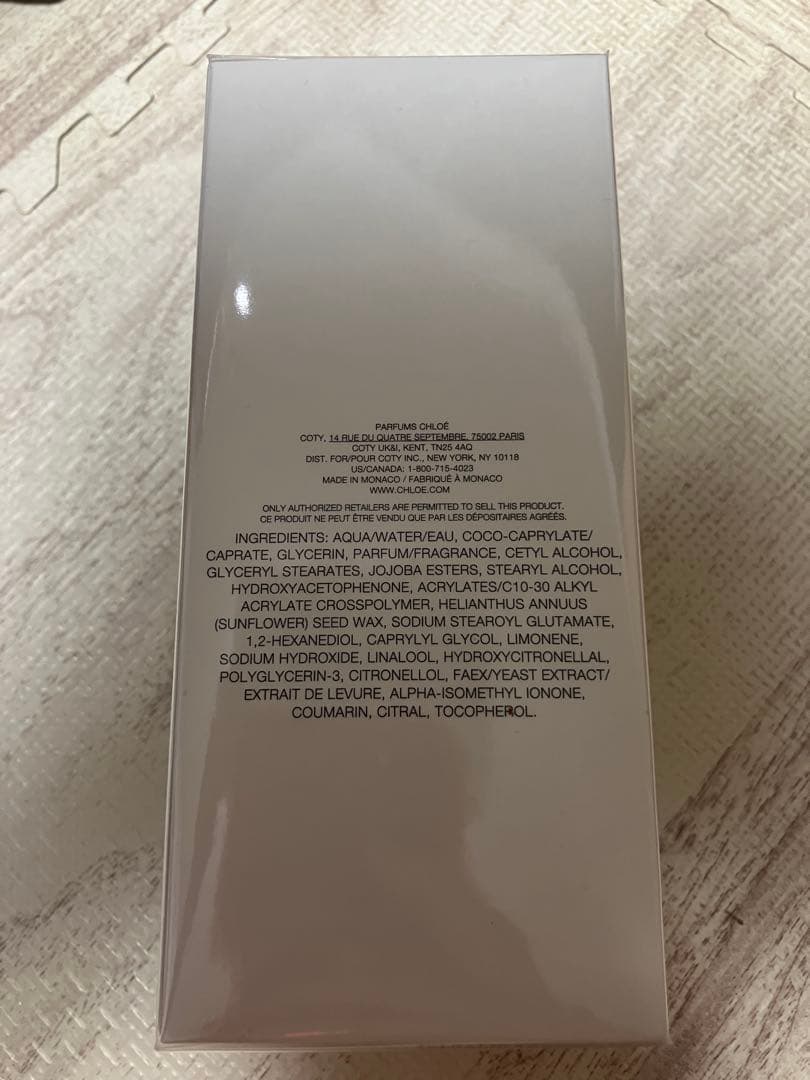 PARFUMS CHLOÉ
COTY, 14 RUE DU QUATRE SEPTEMBRE, 75002 PARIS
COTY UK&I, KENT, TN25 4AQ
DIST. FOR/POUR COTY INC., NEW YORK, NY 10118
US/CANADA: 1-800-715-4023
MADE IN MONACO / FABRIQUÉ À MONACO
WWW.CHLOE.COM
ONLY AUTHORIZED RETAILERS ARE PERMITTED TO SELL THIS PRODUCT.
CE PRODUIT NE PEUT ÊTRE VENDU QUE PAR LES DÉPOSITAIRES AGRÉÉS.
INGREDIENTS: AQUA/WATER/EAU, COCO-CAPRYLATE/
CAPRATE, GLYCERIN, PARFUM/FRAGRANCE, CETYL ALCOHOL,
GLYCERYL STEARATES, JOJOBA ESTERS, STEARYL ALCOHOL,
HYDROXYACETOPHENONE, ACRYLATES/C10-30 ALKYL
ACRYLATE CROSSPOLYMER, HELIANTHUS ANNUUS
(SUNFLOWER) SEED WAX, SODIUM STEAROYL GLUTAMATE,
1,2-HEXANEDIOL, CAPRYLYL GLYCOL, LIMONENE,
SODIUM HYDROXIDE, LINALOOL, HYDROXYCITRONELLAL,
POLYGLYCERIN-3, CITRONELLOL, FAEX/YEAST EXTRACT/
EXTRAIT DE LEVURE, ALPHA-ISOMETHYL IONONE,
COUMARIN, CITRAL, TOCOPHEROL.